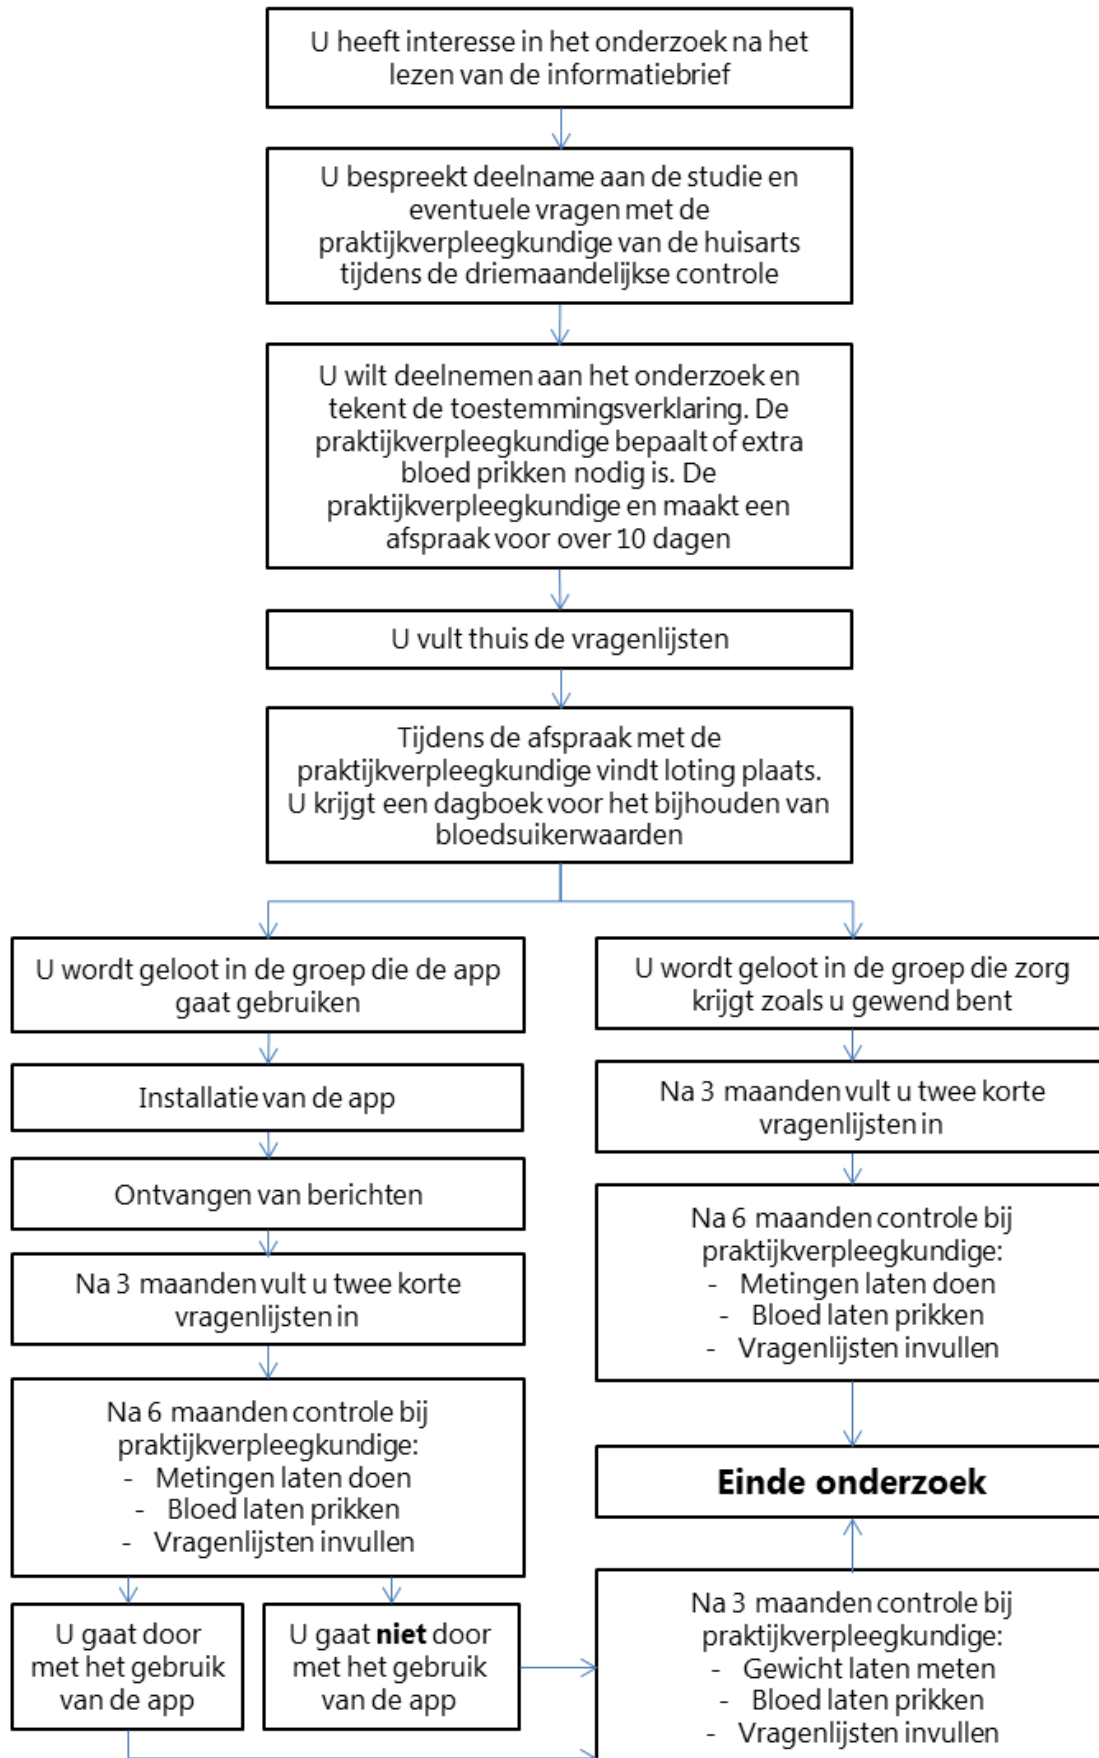 U heeft interesse in het onderzoek na het
lezen van de informatiebrief
U bespreekt deelname aan de studie en
eventuele vragen met de
praktijkverpleegkundige van de huisarts
tijdens de driemaandelijkse controle
U wilt deelnemen aan het onderzoek en
tekent de toestemmingsverklaring. De
praktijkverpleegkundige bepaalt of extra
bloed prikken nodig is. De
praktijkverpleegkundige en maakt een
afspraak voor over 10 dagen
U vult thuis de vragenlijsten
Tijdens de afspraak met de
praktijkverpleegkundige vindt loting plaats.
U krijgt een dagboek voor het bijhouden van
bloedsuikerwaarden
U wordt geloot in de groep die de app
gaat gebruiken
Installatie van de app
Ontvangen van berichten
Na 3 maanden vult u twee korte
vragenlijsten in
Na 6 maanden controle bij
praktijkverpleegkundige:
- Metingen laten doen
- Bloed laten prikken
- Vragenlijsten invullen
U gaat door
met het gebruik
van de app
U gaat niet door
met het gebruik
van de app
U wordt geloot in de groep die zorg
krijgt zoals u gewend bent
Na 3 maanden vult u twee korte
vragenlijsten in
Na 6 maanden controle bij
praktijkverpleegkundige:
- Metingen laten doen
- Bloed laten prikken
- Vragenlijsten invullen
Einde onderzoek
Na 3 maanden controle bij
praktijkverpleegkundige:
- Gewicht laten meten
- Bloed laten prikken
- Vragenlijsten invullen